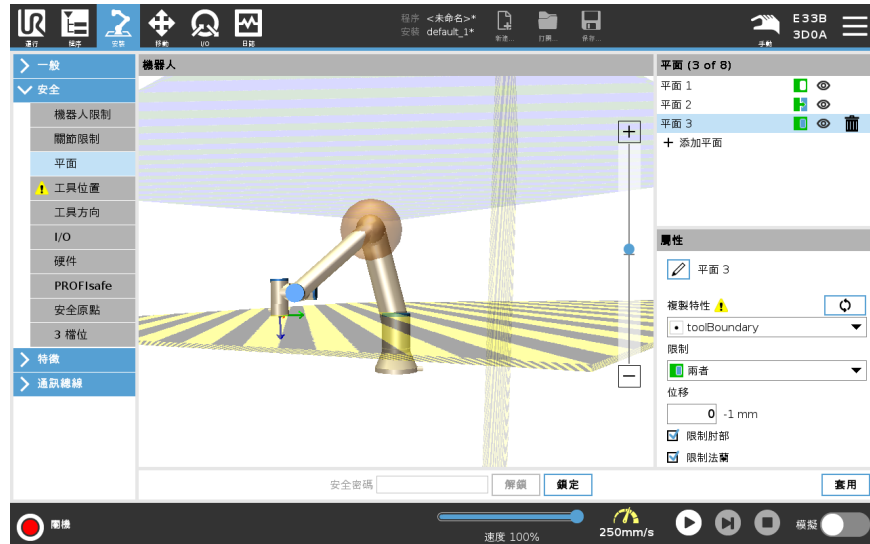 程序 <未命名>*
安裝 default_1*
新建...
打開...
保存...
手動
E33B
3D0A
運行
程序
安裝
移動
I/O
日誌
一般
安全
機器人限制
關節限制
平面
工具位置
工具方向
I/O
硬件
PROFIsafe
安全原點
3 檔位
特徵
通訊總線
機器人
平面 (3 of 8)
平面 1
平面 2
平面 3
添加平面
屬性
平面 3
複製特性
toolBoundary
限制
兩者
位移
0 -1 mm
限制肘部
限制法蘭
安全密碼
解鎖
鎖定
套用
關機
速度 100%
250mm/s
模擬